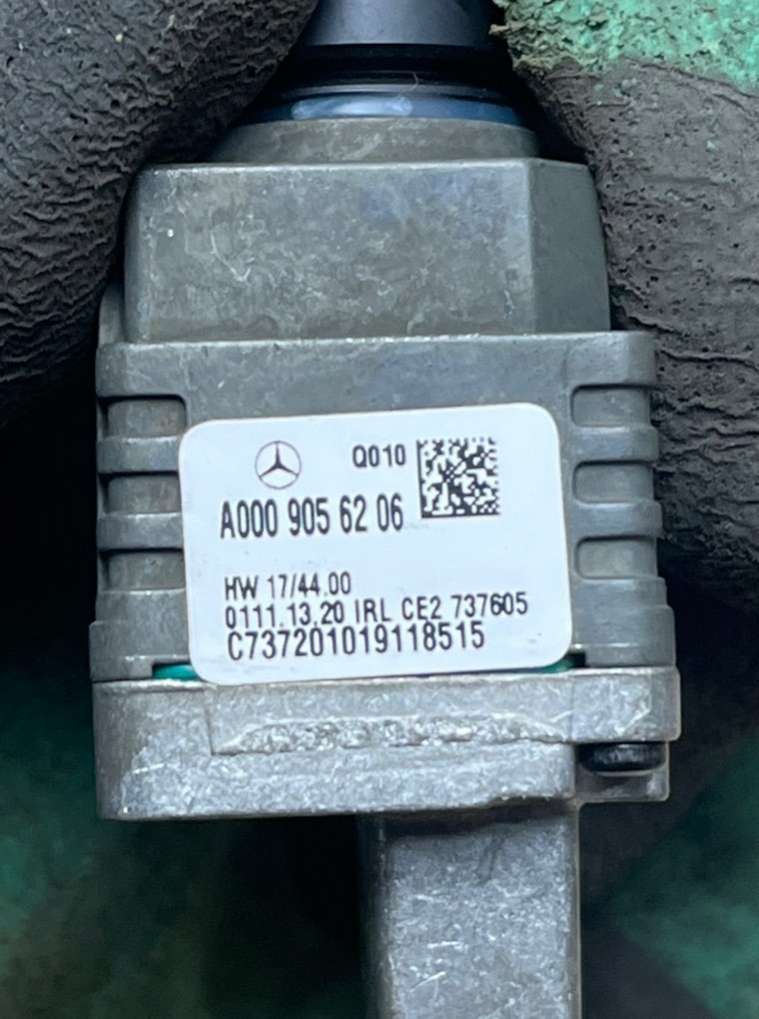 Q010
A000 905 62 06
HW 17/44.00
0111.13.20 IRL CE2 737605
C737201019118515